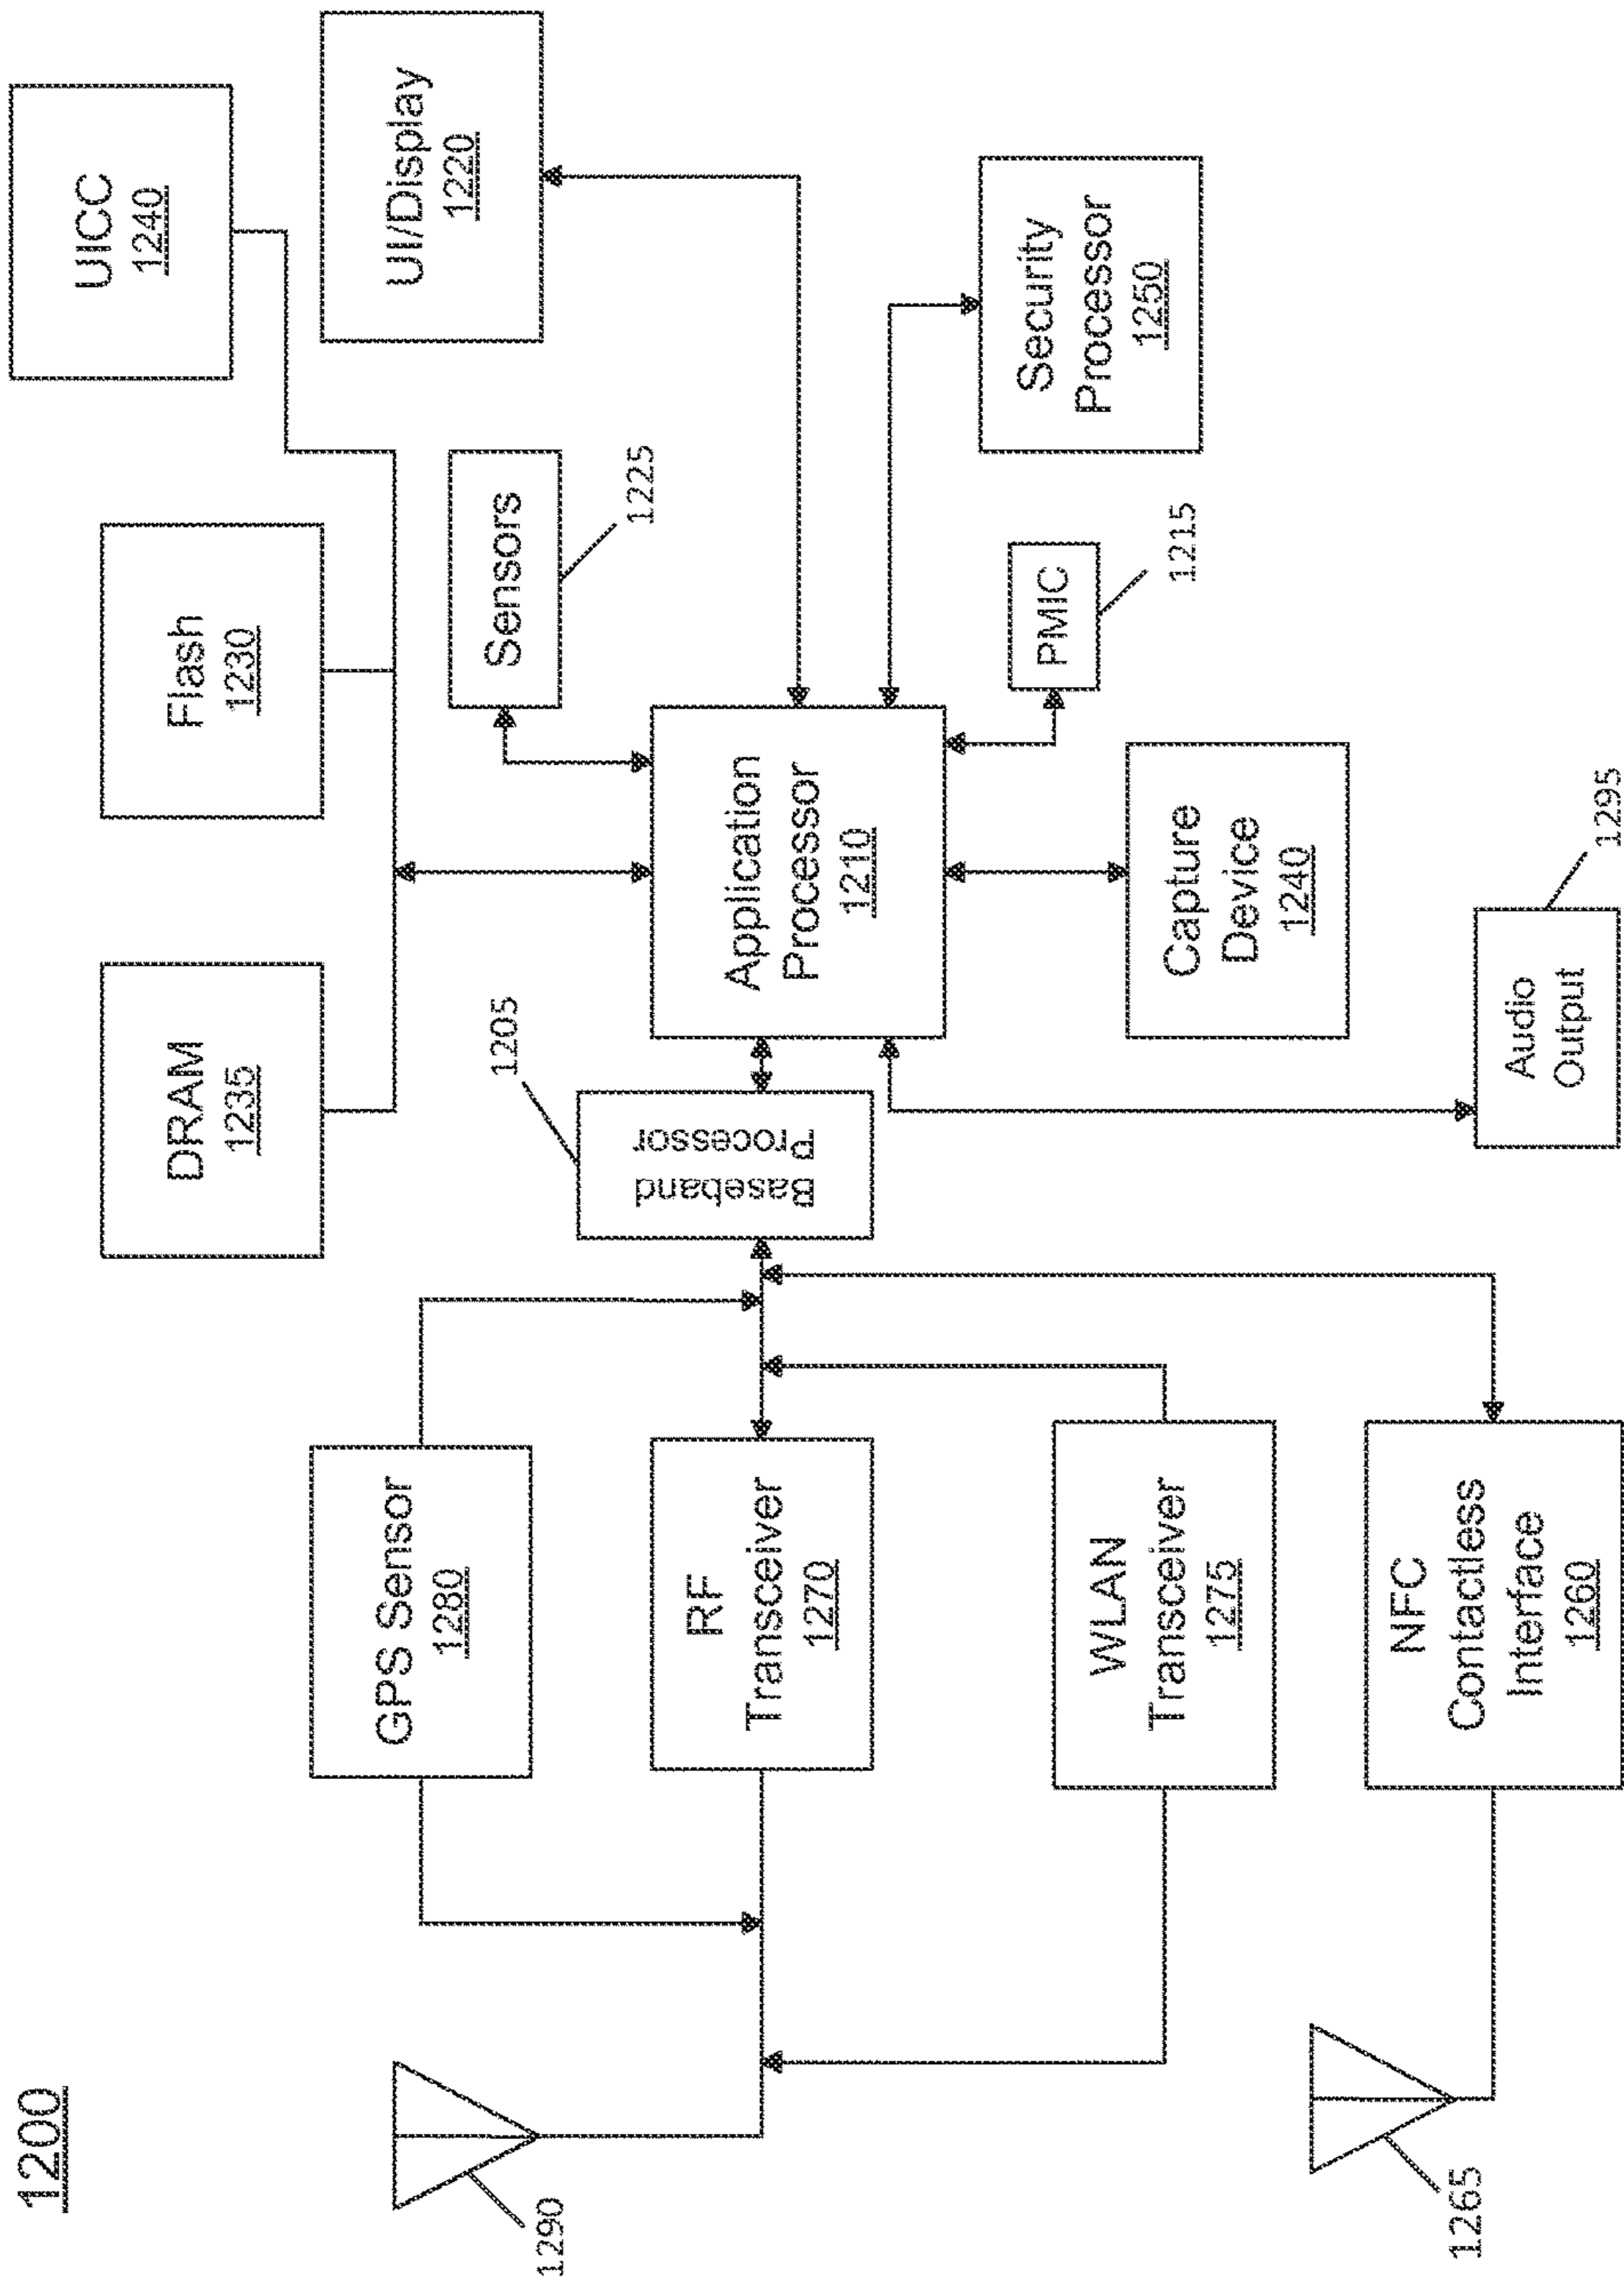 1200
UICC
1240
DRAM
1235
Flash
1230
UI/Display
1220
GPS Sensor
1280
Sensors
1225
1290
1205
RF
Transceiver
1270
Baseband
Processor
Application
Processor
1210
Security
Processor
1250
PMIC
1215
WLAN
Transceiver
1275
Capture
Device
1240
1265
NFC
Contactless
Interface
1260
Audio
Output
1295